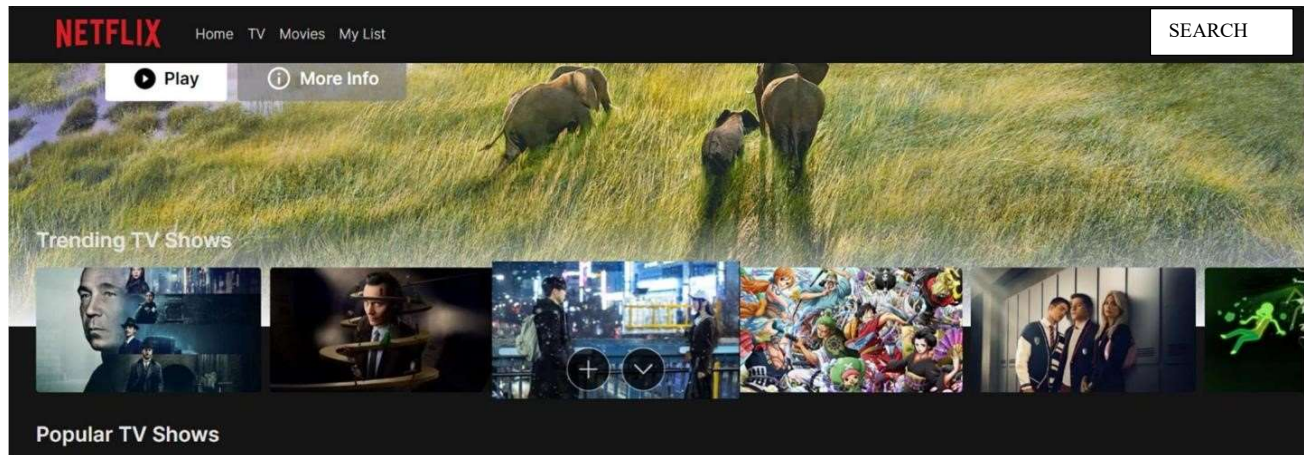 NETFLIX Home TV Movies My List SEARCH
Play More Info
Trending TV Shows
Popular TV Shows